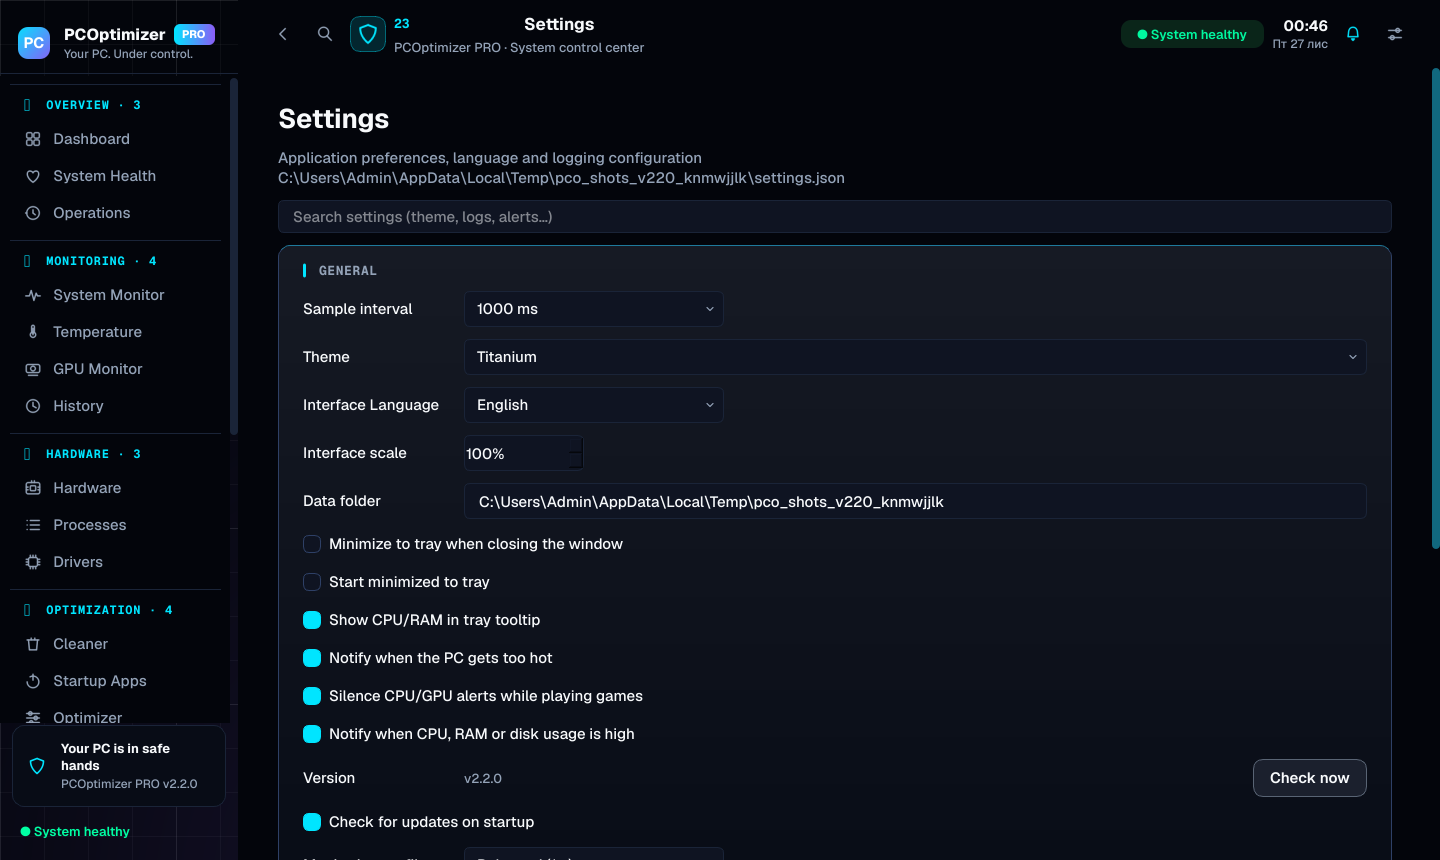 PC
PCOptimizer PRO
Your PC. Under control.
OVERVIEW · 3
Dashboard
System Health
Operations
MONITORING · 4
System Monitor
Temperature
GPU Monitor
History
HARDWARE · 3
Hardware
Processes
Drivers
OPTIMIZATION · 4
Cleaner
Startup Apps
Optimizer
Your PC is in safe
hands
PCOptimizer PRO v2.2.0
System healthy
23
Settings
PCOptimizer PRO · System control center
System healthy
00:46
Пт 27 лис
Settings
Application preferences, language and logging configuration
C:\Users\Admin\AppData\Local\Temp\pco_shots_v220_knmwjjlk\settings.json
Search settings (theme, logs, alerts...)
GENERAL
Sample interval 1000 ms
Theme Titanium
Interface Language English
Interface scale 100%
Data folder C:\Users\Admin\AppData\Local\Temp\pco_shots_v220_knmwjjlk
Minimize to tray when closing the window
Start minimized to tray
Show CPU/RAM in tray tooltip
Notify when the PC gets too hot
Silence CPU/GPU alerts while playing games
Notify when CPU, RAM or disk usage is high
Version v2.2.0 Check now
Check for updates on startup